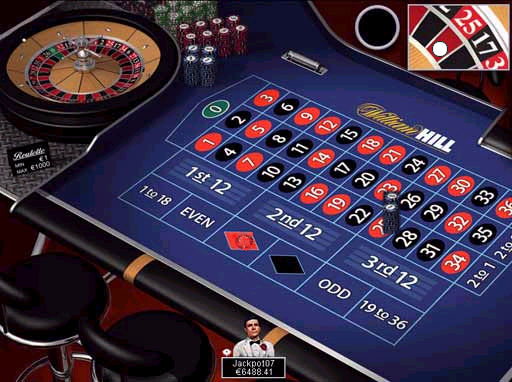 2 25 17 3
Roulette
MIN €1
MAX €1000
William HILL
0
3 6 9 12 15 18 21 24 27 30 33 36
2 5 8 11 14 17 20 26 29 32 35
1 4 7 10 13 16 19 22 28 31 34
1st 12
2nd 12
3rd 12
2 to 1
2 to
1 to 18
EVEN
ODD
19 to 36
Jackpot07
€6488.41